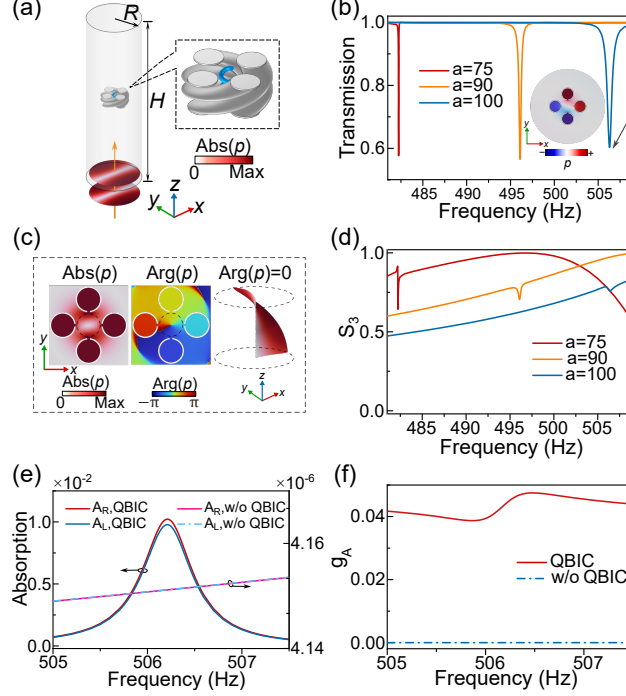 (a)
R
H
Abs(p)
0 Max
z
y x
(b)
Transmission
1.0
0.8
0.6
a=75
a=90
a=100
y
x
− +
p
485 490 495 500 505
Frequency (Hz)
(c)
Abs(p) Arg(p) Arg(p)=0
y
x
Abs(p) Arg(p)
0 Max −π π
z
y x
(d)
S3
1.0
0.5
0.0
a=75
a=90
a=100
485 490 495 500 505
Frequency (Hz)
(e)
×10-2 ×10-6
AR,QBIC AR,w/o QBIC
AL,QBIC AL,w/o QBIC
Absorption
1.0
0.5
0.0
4.16
4.14
505 506 507
Frequency (Hz)
(f)
gA
0.04
0.02
0.00
QBIC
w/o QBIC
505 506 507
Frequency (Hz)